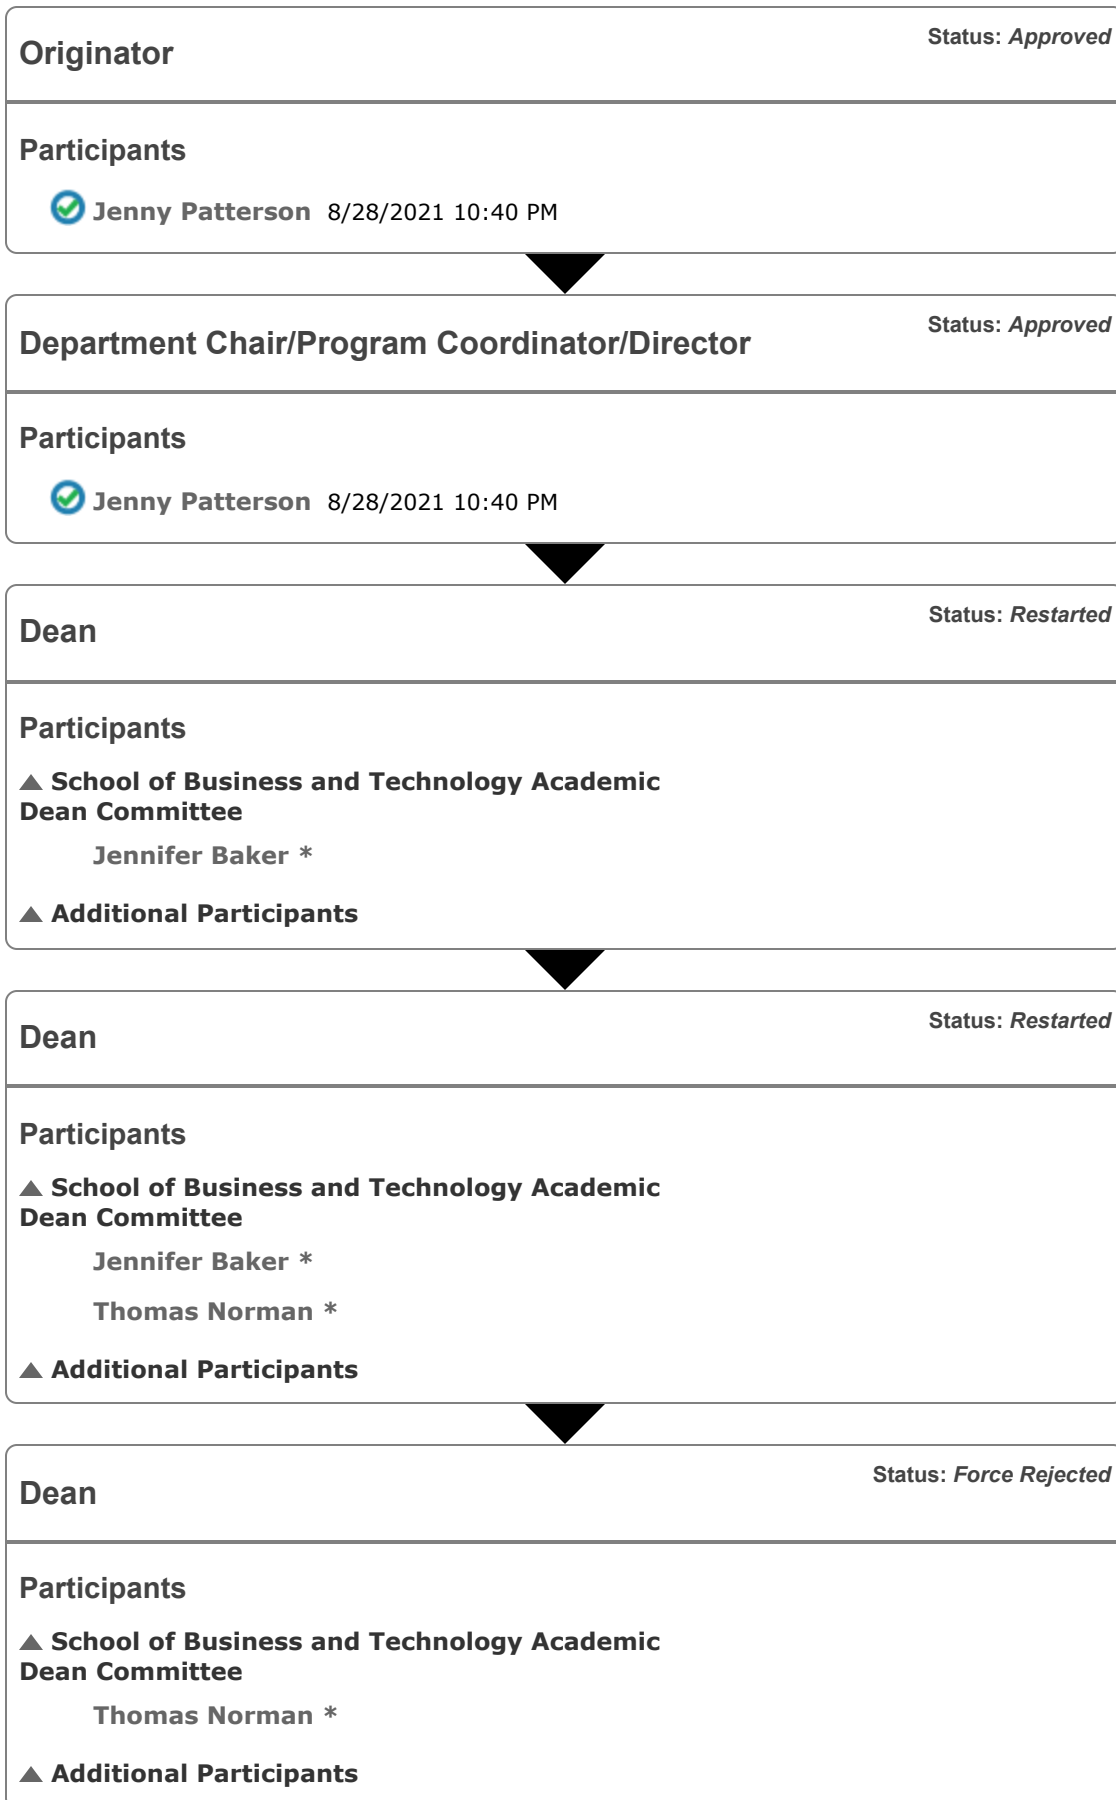 Originator
Status: Approved
Participants
Jenny Patterson 8/28/2021 10:40 PM
Department Chair/Program Coordinator/Director
Status: Approved
Participants
Jenny Patterson 8/28/2021 10:40 PM
Dean
Status: Restarted
Participants
School of Business and Technology Academic
Dean Committee
Jennifer Baker *
Additional Participants
Dean
Status: Restarted
Participants
School of Business and Technology Academic
Dean Committee
Jennifer Baker *
Thomas Norman *
Additional Participants
Dean
Status: Force Rejected
Participants
School of Business and Technology Academic
Dean Committee
Thomas Norman *
Additional Participants